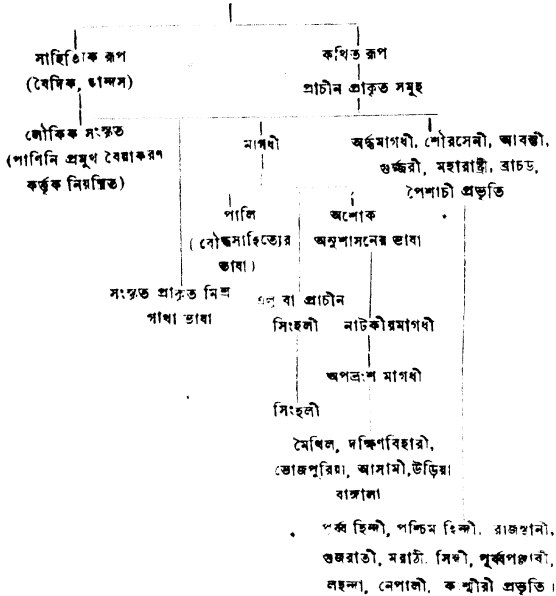 সাহিত্যিক রূপ
(বৈদিক, ছান্দস)
কথিত রূপ
প্রাচীন প্রাকৃত সমূহ
লৌকিক সংস্কৃত
(পাণিনি প্রমুখ বৈয়াকরণ
কর্তৃক নিয়ন্ত্রিত)
মাগধী
অর্দ্ধমাগধী, শৌরসেনী, আবন্তী,
গুর্জ্জরী, মহারাষ্ট্রী, ব্রাচড,
পৈশাচী প্রভৃতি
পালি
(বৌদ্ধসাহিত্যের
ভাষা)
অশোক
অনুশাসনের ভাষা
সংস্কৃত প্রাকৃত মিশ্র
গাথা ভাষা
এলু বা প্রাচীন
সিংহলী
নাটকীয়মাগধী
অপভ্রংশ মাগধী
সিংহলী
মৈথিল, দক্ষিণবিহারী,
ভোজপুরিয়া, আসামী,উড়িয়া
বাঙ্গালা
পূর্ব্ব হিন্দী, পশ্চিম হিন্দী, রাজস্থানী,
গুজরাতী, মরাঠী, সিন্ধী, পূর্ব্বপঞ্জাবী,
লহন্দা, নেপালী, কাশ্মীরী প্রভৃতি।